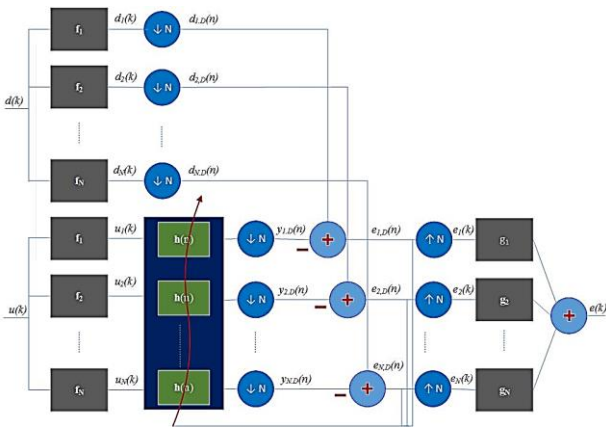 f1 d1(k) ↓N d1,D(n)
f2 d2(k) ↓N d2,D(n)
d(k)
fN dN(k) ↓N dN,D(n)
f1 u1(k) h(n) ↓N y1,D(n) − + e1,D(n) ↑N e1(k) g1
f2 u2(k) h(n) ↓N y2,D(n) − + e2,D(n) ↑N e2(k) g2
u(k) + e(k)
fN uN(k) h(n) ↓N yN,D(n) − + eN,D(n) ↑N eN(k) gN